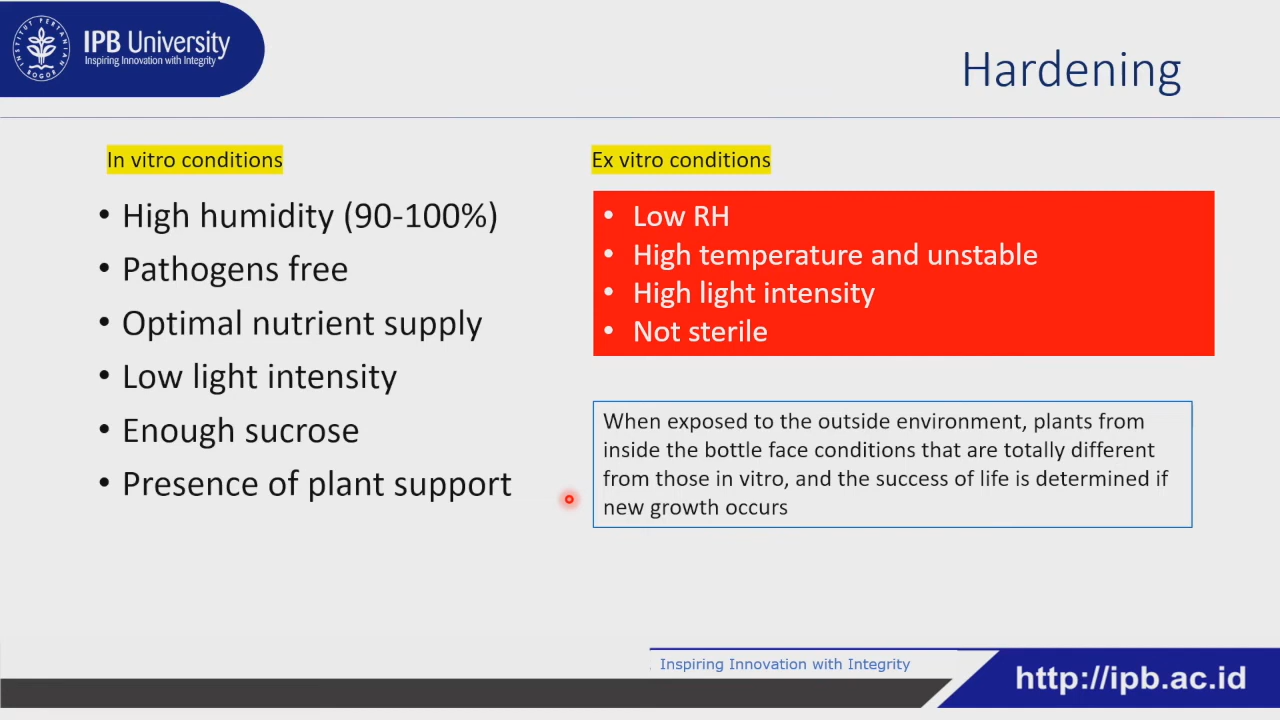 INSTITUT PERTANIAN BOGOR
IPB University
Inspiring Innovation with Integrity
Hardening
In vitro conditions
• High humidity (90-100%)
• Pathogens free
• Optimal nutrient supply
• Low light intensity
• Enough sucrose
• Presence of plant support
Ex vitro conditions
• Low RH
• High temperature and unstable
• High light intensity
• Not sterile
When exposed to the outside environment, plants from
inside the bottle face conditions that are totally different
from those in vitro, and the success of life is determined if
new growth occurs
Inspiring Innovation with Integrity
http://ipb.ac.id